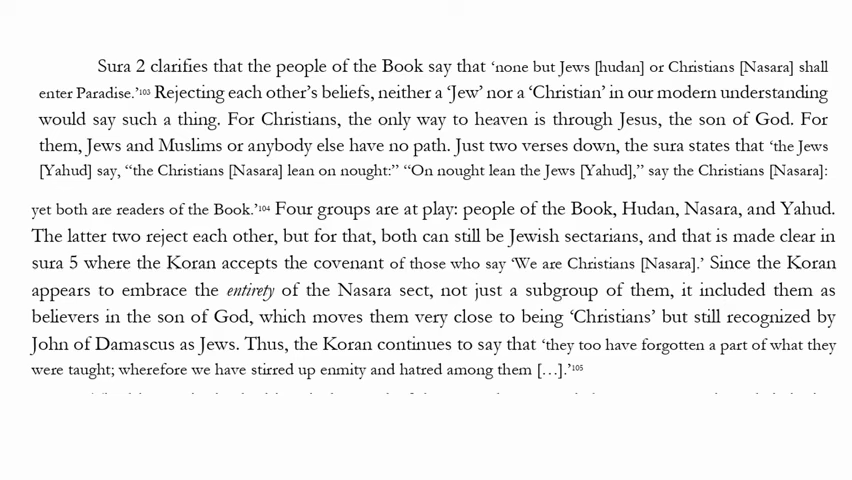 Sura 2 clarifies that the people of the Book say that ‘none but Jews [hudan] or Christians [Nasara] shall
enter Paradise.’103 Rejecting each other’s beliefs, neither a ‘Jew’ nor a ‘Christian’ in our modern understanding
would say such a thing. For Christians, the only way to heaven is through Jesus, the son of God. For
them, Jews and Muslims or anybody else have no path. Just two verses down, the sura states that ‘the Jews
[Yahud] say, “the Christians [Nasara] lean on nought:” “On nought lean the Jews [Yahud],” say the Christians [Nasara]:
yet both are readers of the Book.’104 Four groups are at play: people of the Book, Hudan, Nasara, and Yahud.
The latter two reject each other, but for that, both can still be Jewish sectarians, and that is made clear in
sura 5 where the Koran accepts the covenant of those who say ‘We are Christians [Nasara].’ Since the Koran
appears to embrace the entirety of the Nasara sect, not just a subgroup of them, it included them as
believers in the son of God, which moves them very close to being ‘Christians’ but still recognized by
John of Damascus as Jews. Thus, the Koran continues to say that ‘they too have forgotten a part of what they
were taught; wherefore we have stirred up enmity and hatred among them […].’105